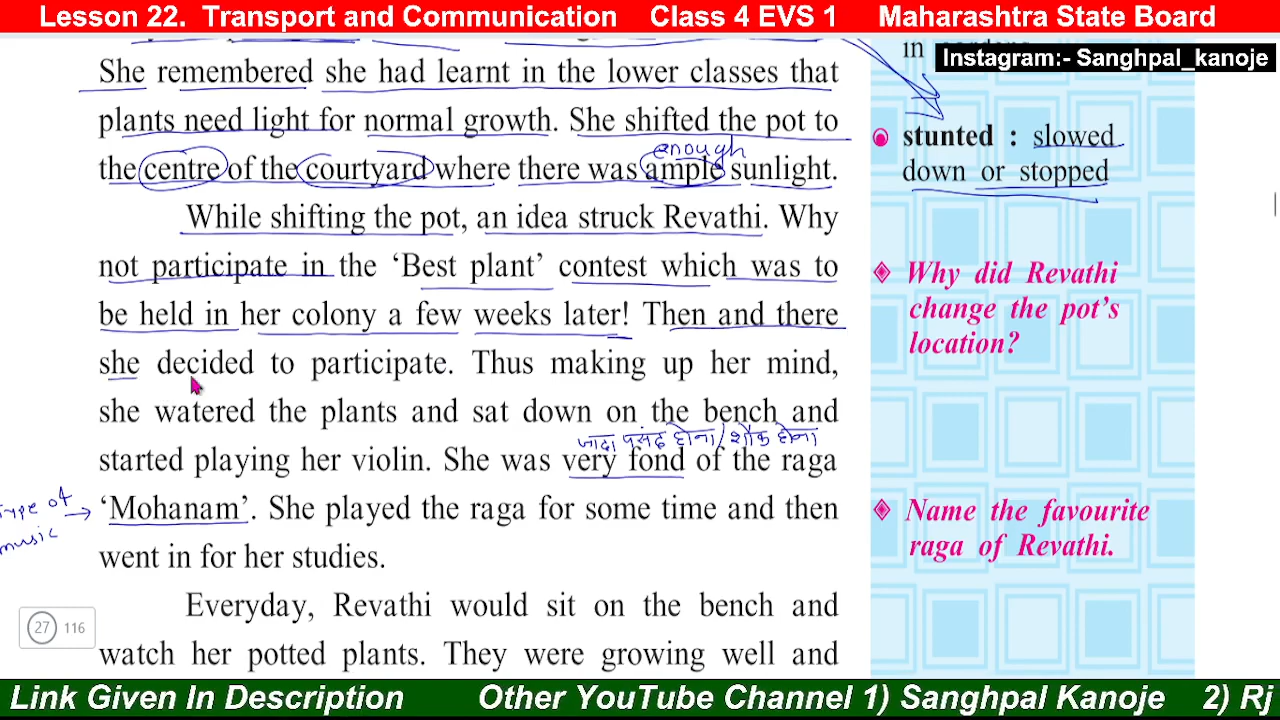 Lesson 22. Transport and Communication Class 4 EVS 1 Maharashtra State Board
Instagram:- Sanghpal_kanoje
She remembered she had learnt in the lower classes that
plants need light for normal growth. She shifted the pot to
enough
the centre of the courtyard where there was ample sunlight.
While shifting the pot, an idea struck Revathi. Why
not participate in the ‘Best plant’ contest which was to
be held in her colony a few weeks later! Then and there
she decided to participate. Thus making up her mind,
she watered the plants and sat down on the bench and
जादा पसंद होना/शौक होना
started playing her violin. She was very fond of the raga
Type of → ‘Mohanam’. She played the raga for some time and then
music
went in for her studies.
Everyday, Revathi would sit on the bench and
watch her potted plants. They were growing well and
27 116
in
stunted : slowed
down or stopped
Why did Revathi
change the pot’s
location?
Name the favourite
raga of Revathi.
Link Given In Description Other YouTube Channel 1) Sanghpal Kanoje 2) Rj